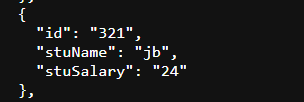 {
"id": "321",
"stuName": "jb",
"stuSalary": "24"
},